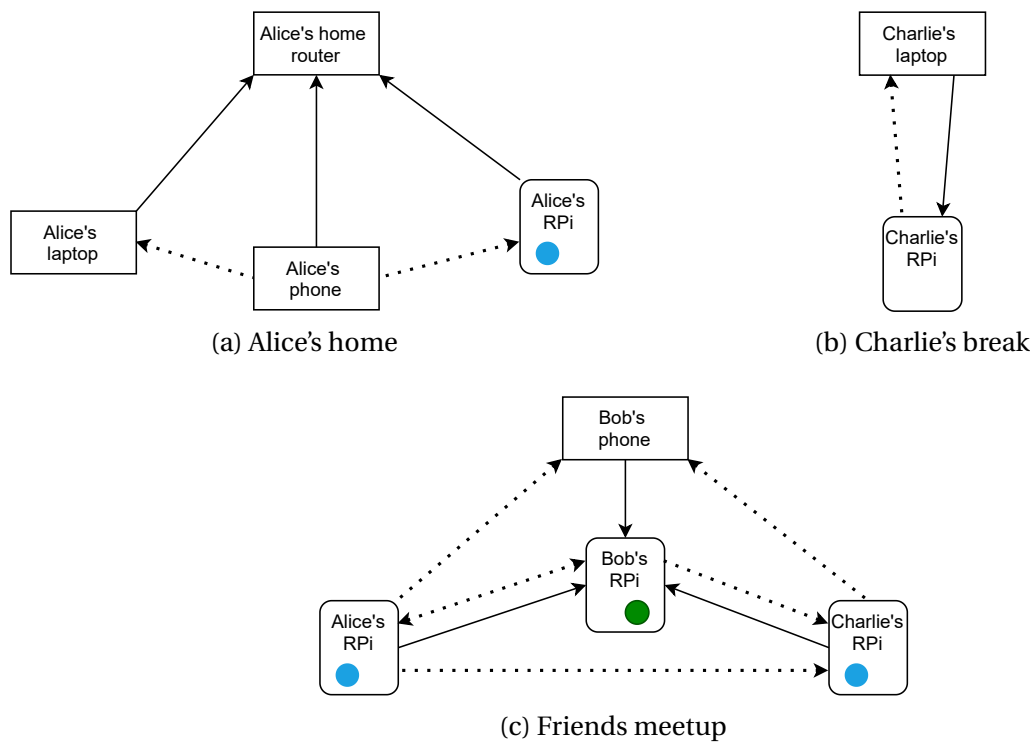 Alice's home
router
Alice's
RPi
Alice's
laptop
Alice's
phone
(a) Alice’s home
Charlie's
laptop
Charlie's
RPi
(b) Charlie’s break
Bob's
phone
Bob's
RPi
Alice's
RPi
Charlie's
RPi
(c) Friends meetup